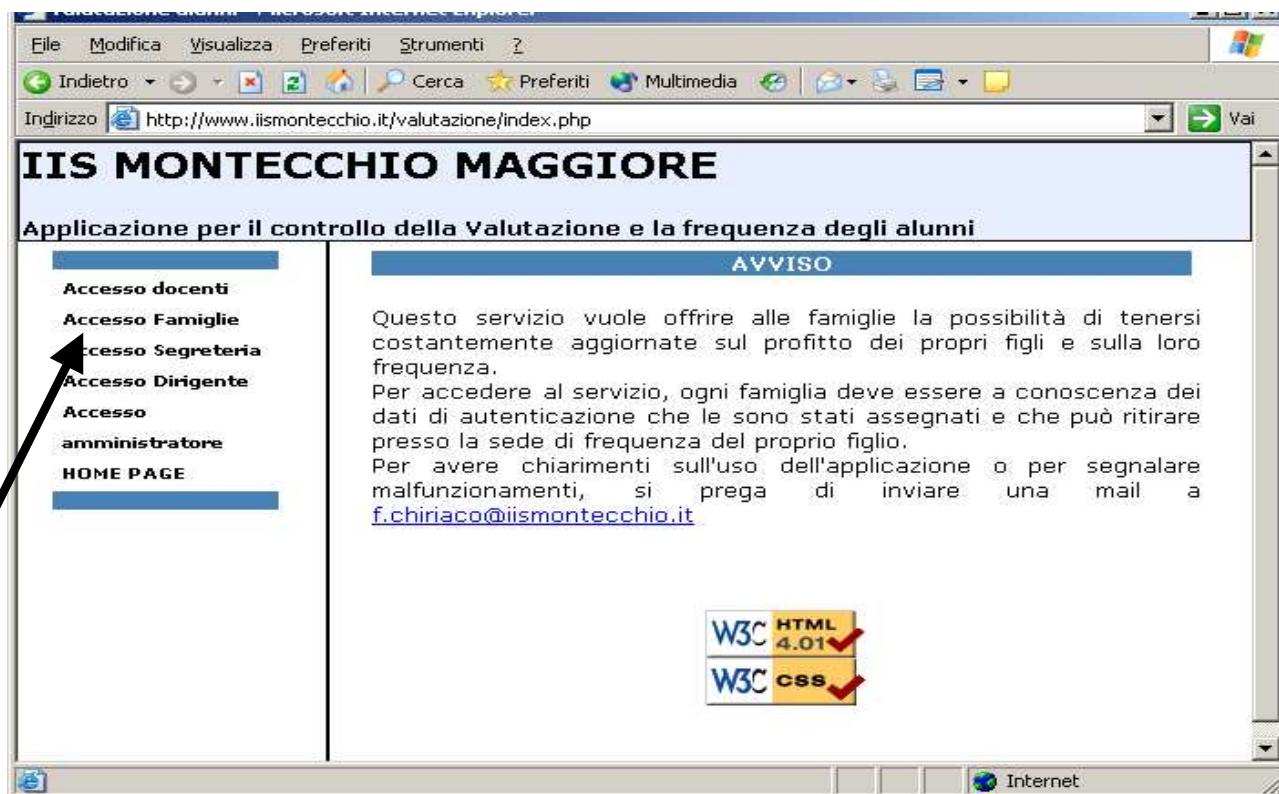 File Modifica Visualizza Preferiti Strumenti ?
Indietro Cerca Preferiti Multimedia
Indirizzo http://www.iismontecchio.it/valutazione/index.php Vai
IIS MONTECCHIO MAGGIORE
Applicazione per il controllo della Valutazione e la frequenza degli alunni
Accesso docenti
Accesso Famiglie
Accesso Segreteria
Accesso Dirigente
Accesso
amministratore
HOME PAGE
AVVISO
Questo servizio vuole offrire alle famiglie la possibilità di tenersi
costantemente aggiornate sul profitto dei propri figli e sulla loro
frequenza.
Per accedere al servizio, ogni famiglia deve essere a conoscenza dei
dati di autenticazione che le sono stati assegnati e che può ritirare
presso la sede di frequenza del proprio figlio.
Per avere chiarimenti sull'uso dell'applicazione o per segnalare
malfunzionamenti, si prega di inviare una mail a
f.chiriaco@iismontecchio.it
W3C HTML 4.01
W3C css
Internet